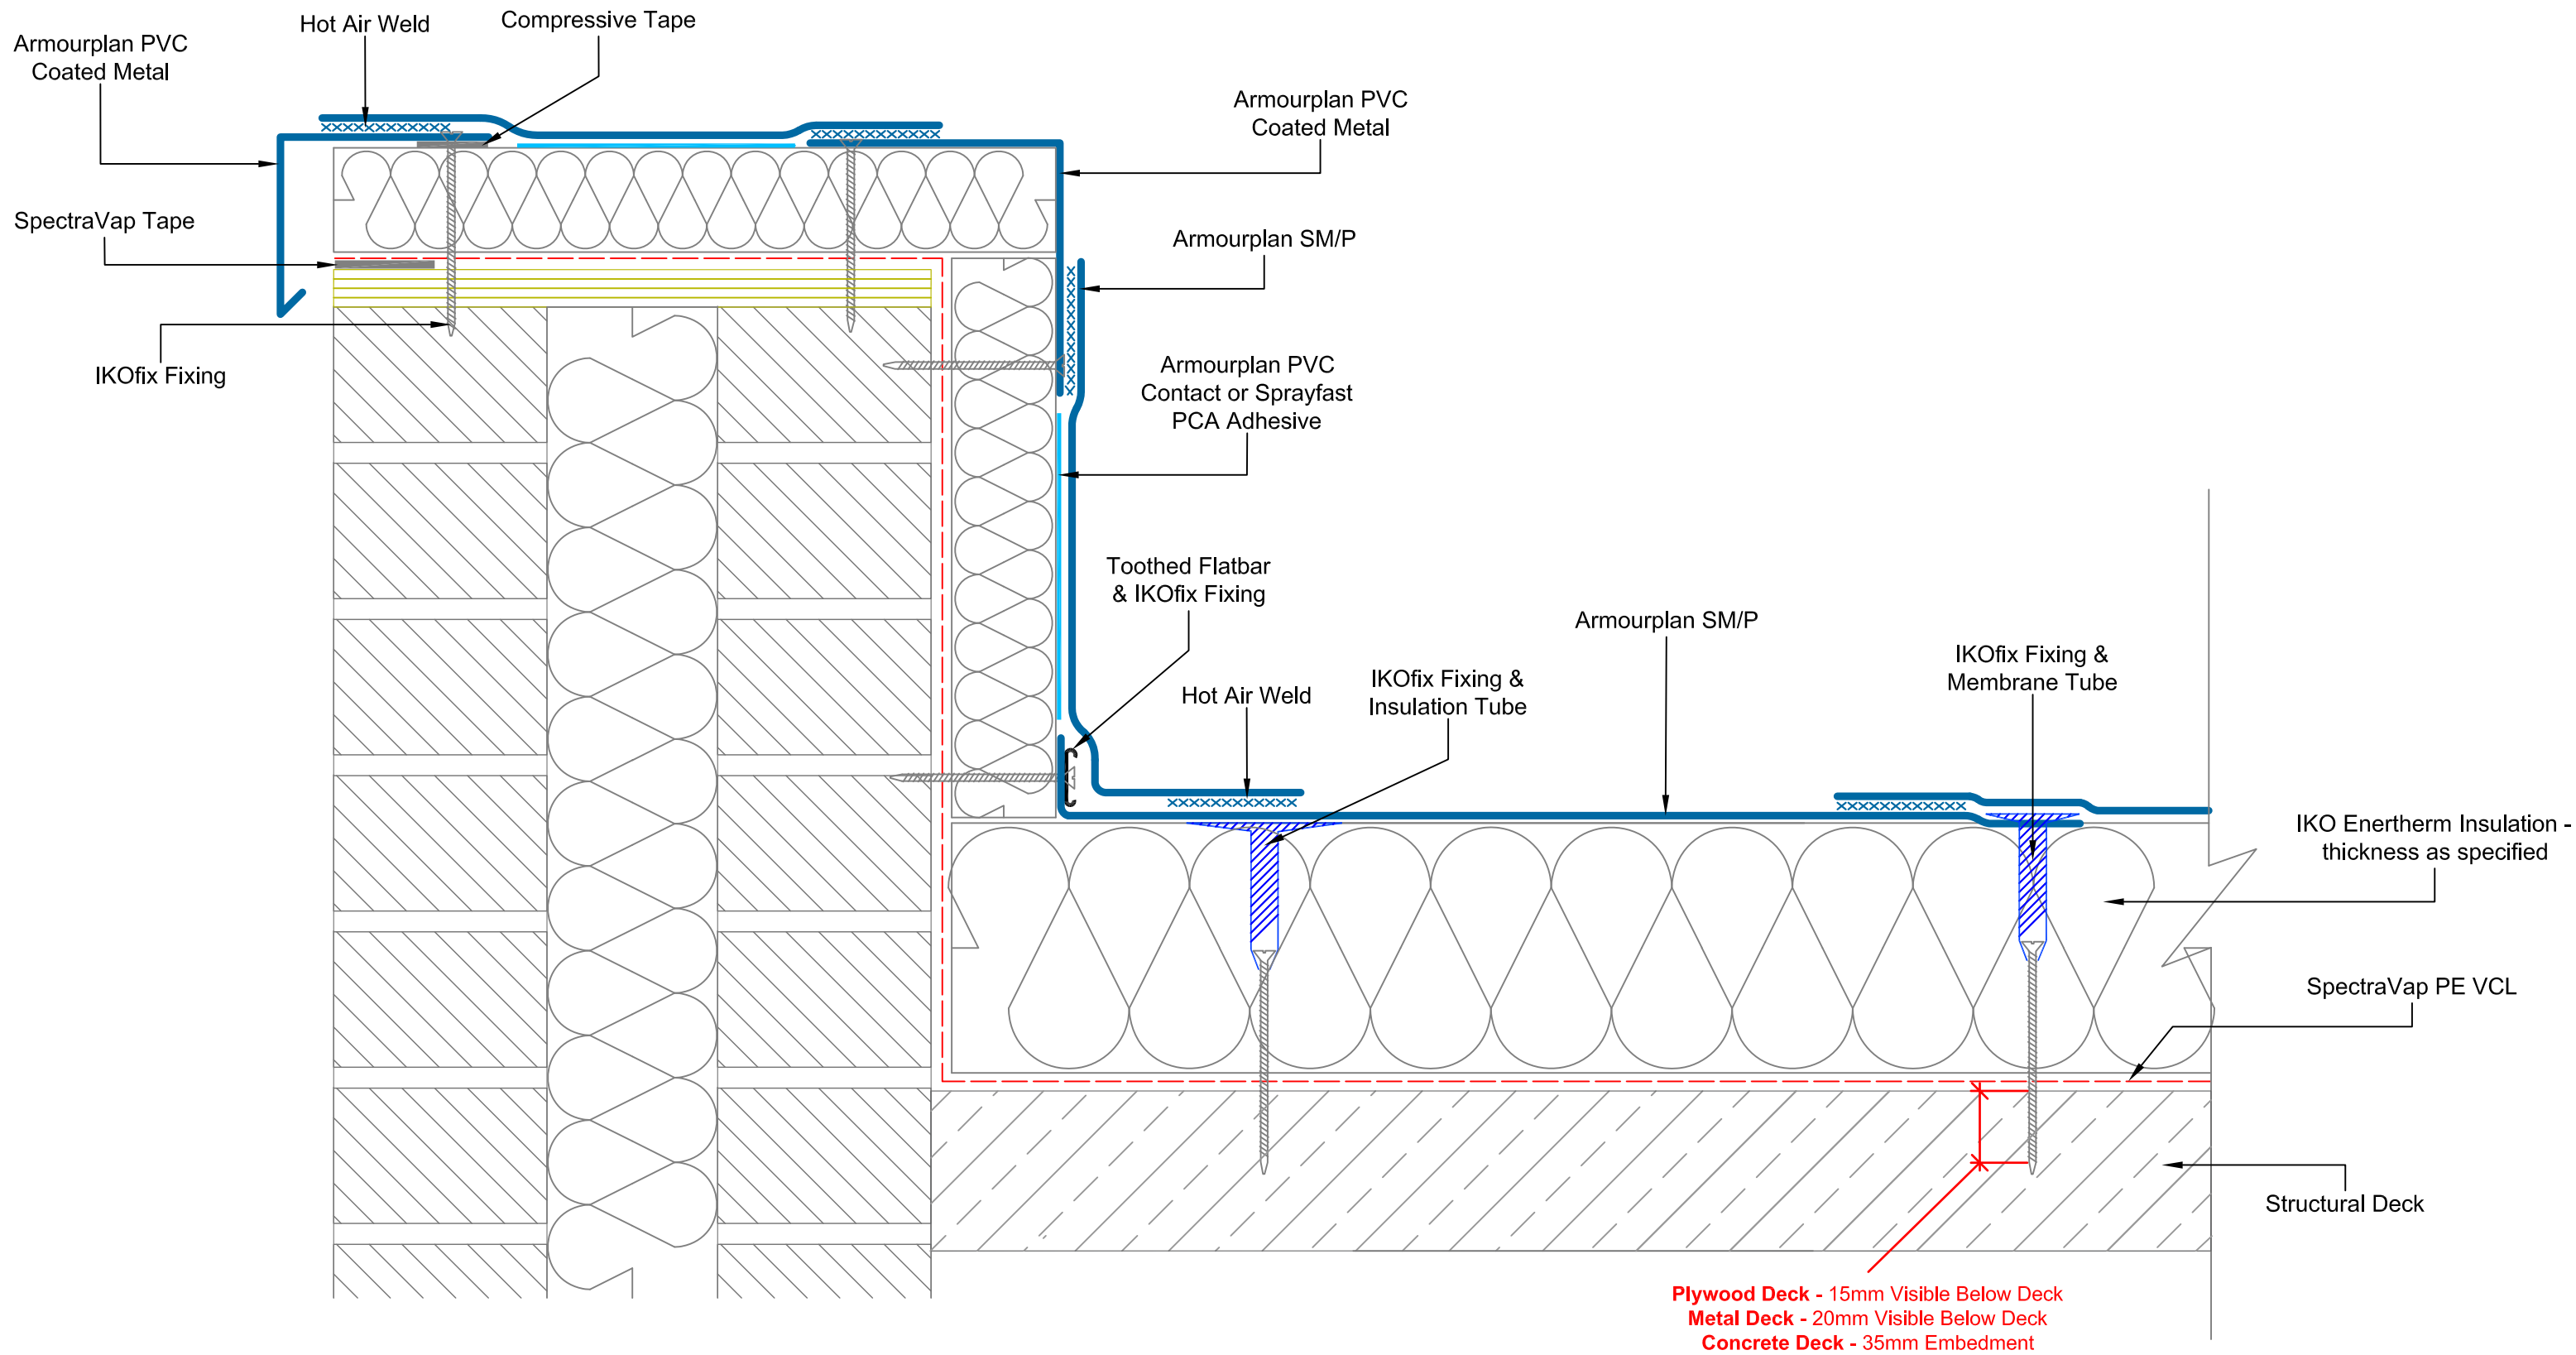 Hot Air Weld
Compressive Tape
Armourplan PVC
Coated Metal
Armourplan PVC
Coated Metal
SpectraVap Tape
Armourplan SM/P
IKOfix Fixing
Armourplan PVC
Contact or Sprayfast
PCA Adhesive
Toothed Flatbar
& IKOfix Fixing
Armourplan SM/P
IKOfix Fixing &
Membrane Tube
IKOfix Fixing &
Insulation Tube
Hot Air Weld
IKO Enertherm Insulation -
thickness as specified
SpectraVap PE VCL
Structural Deck
Plywood Deck - 15mm Visible Below Deck
Metal Deck - 20mm Visible Below Deck
Concrete Deck - 35mm Embedment